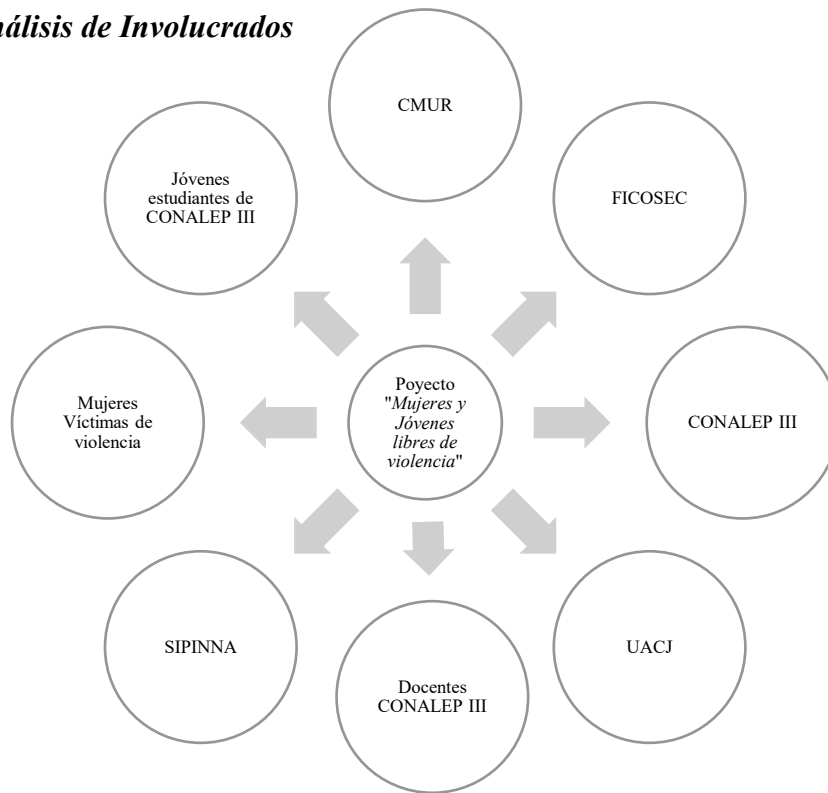 nálisis de Involucrados
CMUR
Jóvenes
estudiantes de
CONALEP III
FICOSEC
Mujeres
Víctimas de
violencia
Poyecto
"Mujeres y
Jóvenes
libres de
violencia"
CONALEP III
SIPINNA
UACJ
Docentes
CONALEP III